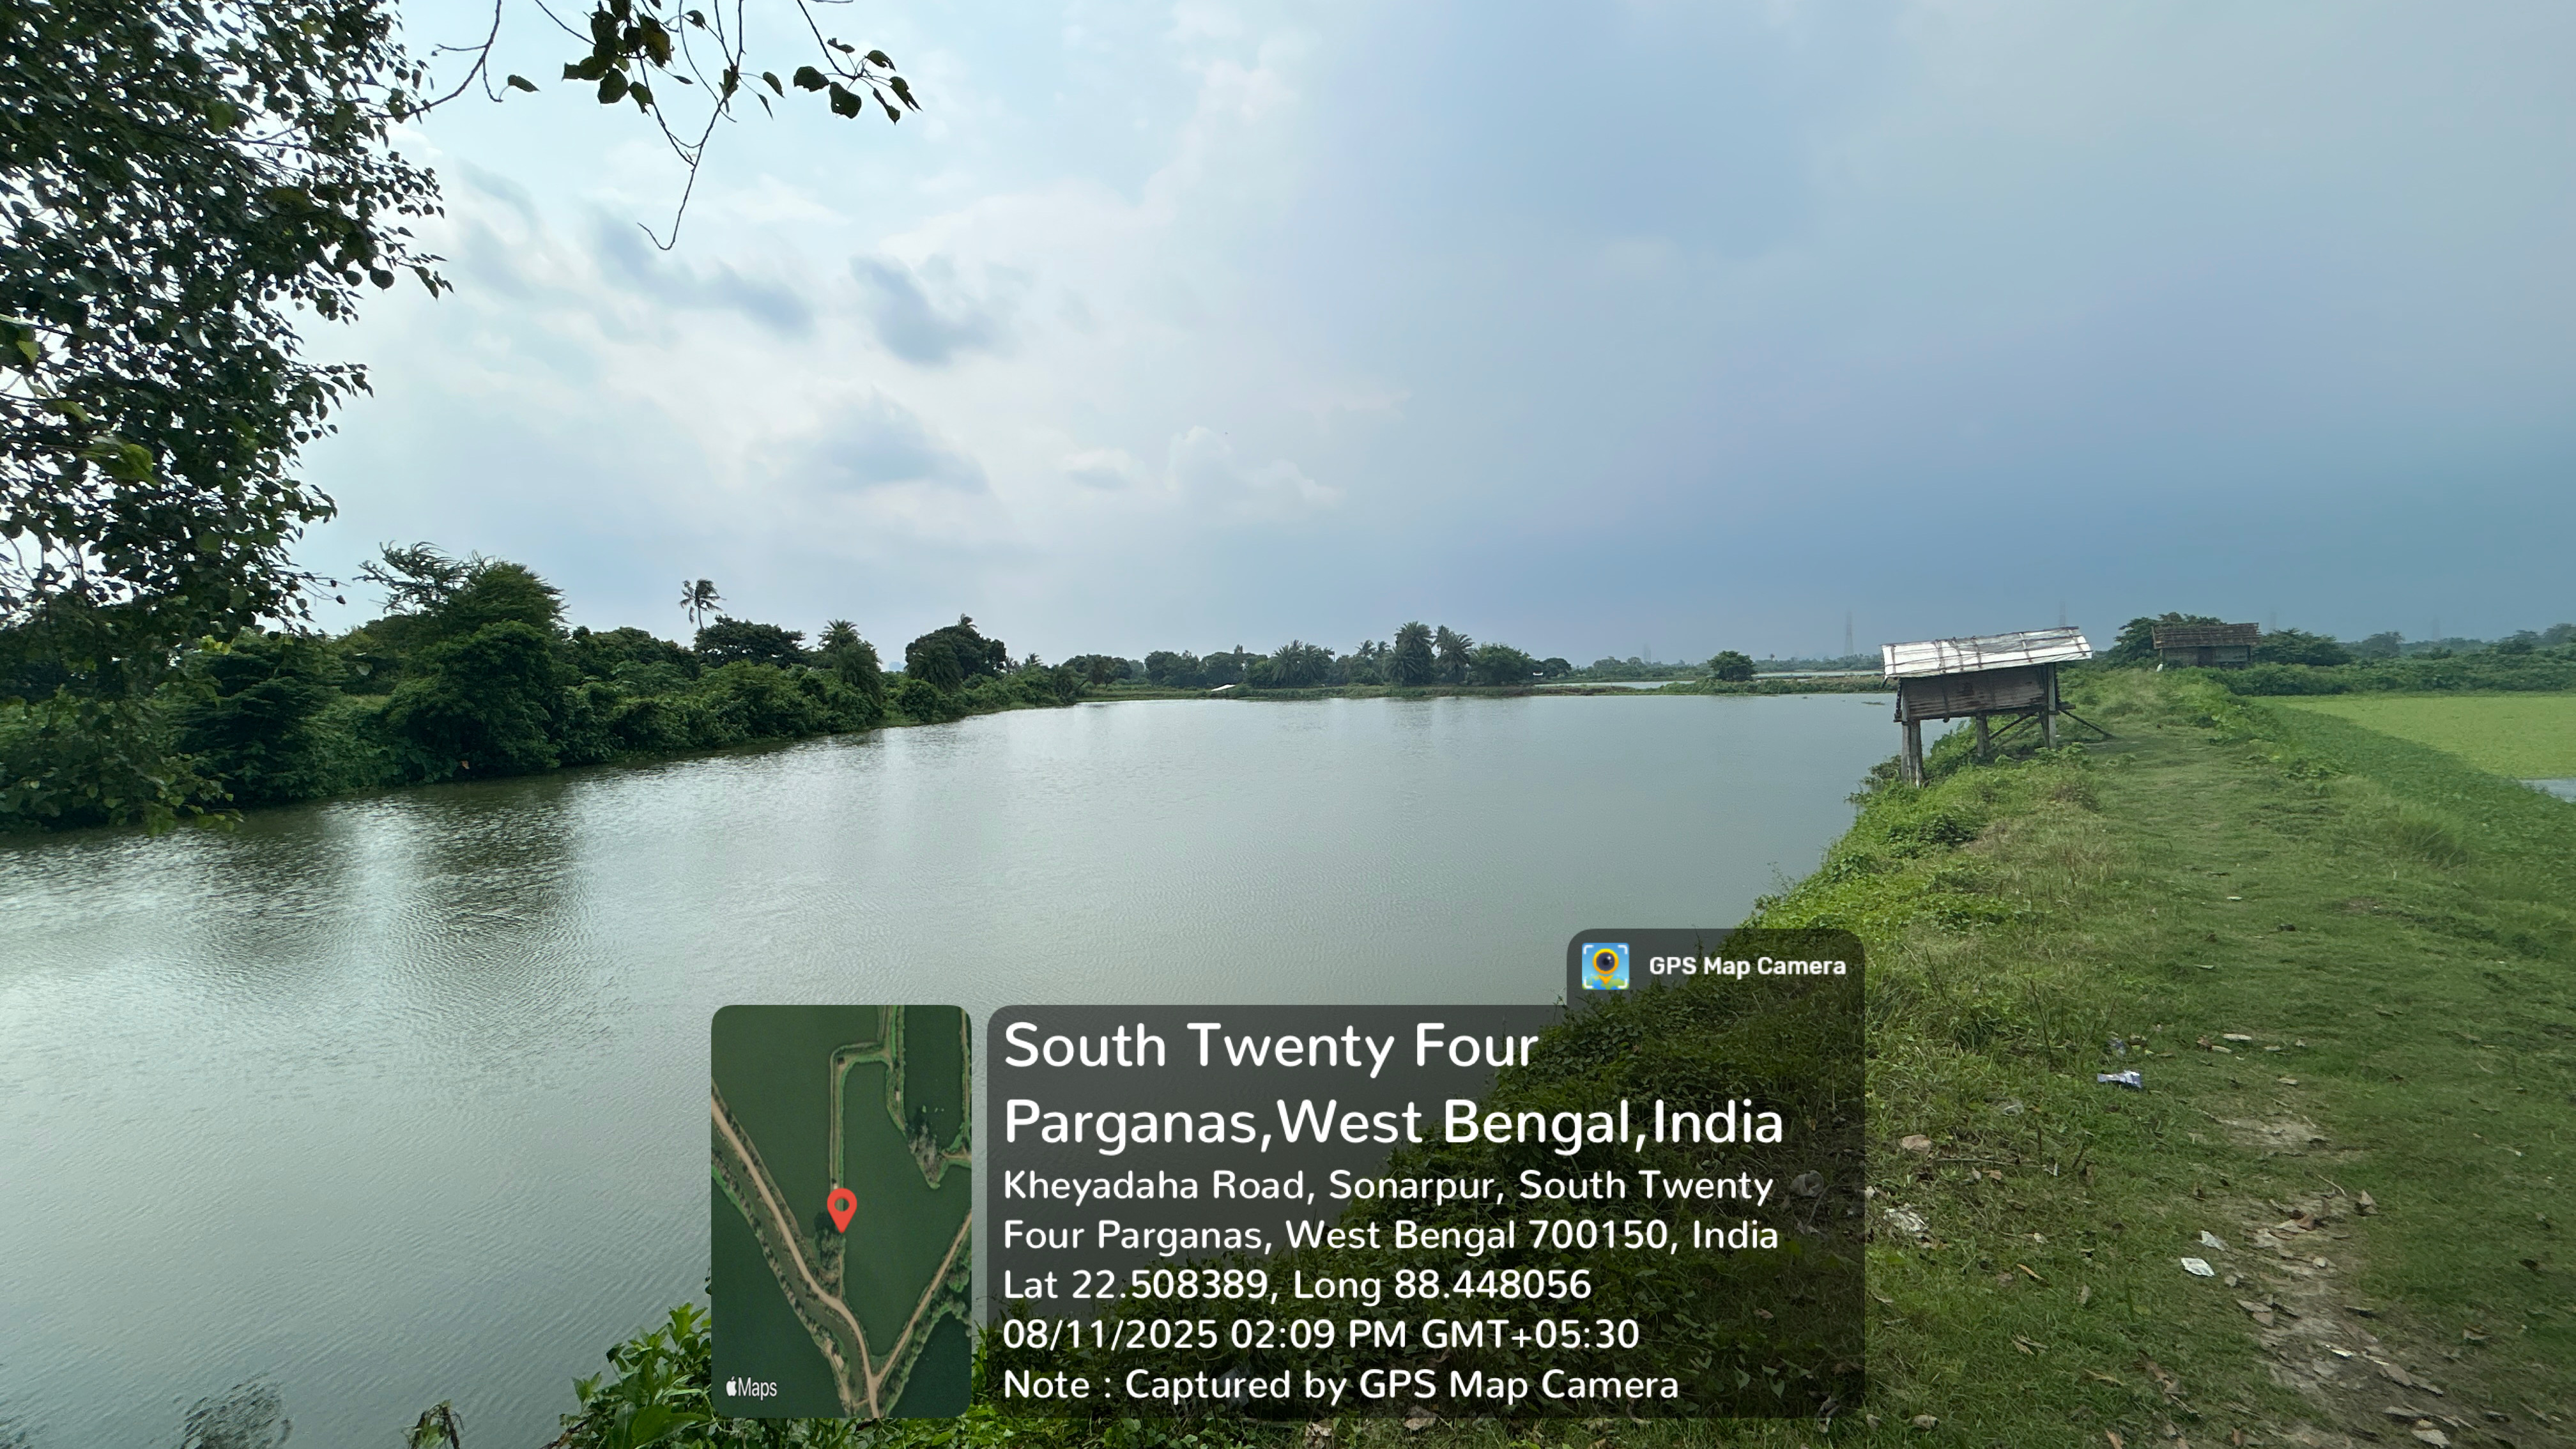 GPS Map Camera
South Twenty Four
Parganas,West Bengal,India
Kheyadaha Road, Sonarpur, South Twenty
Four Parganas, West Bengal 700150, India
Lat 22.508389, Long 88.448056
08/11/2025 02:09 PM GMT+05:30
Note : Captured by GPS Map Camera
Maps